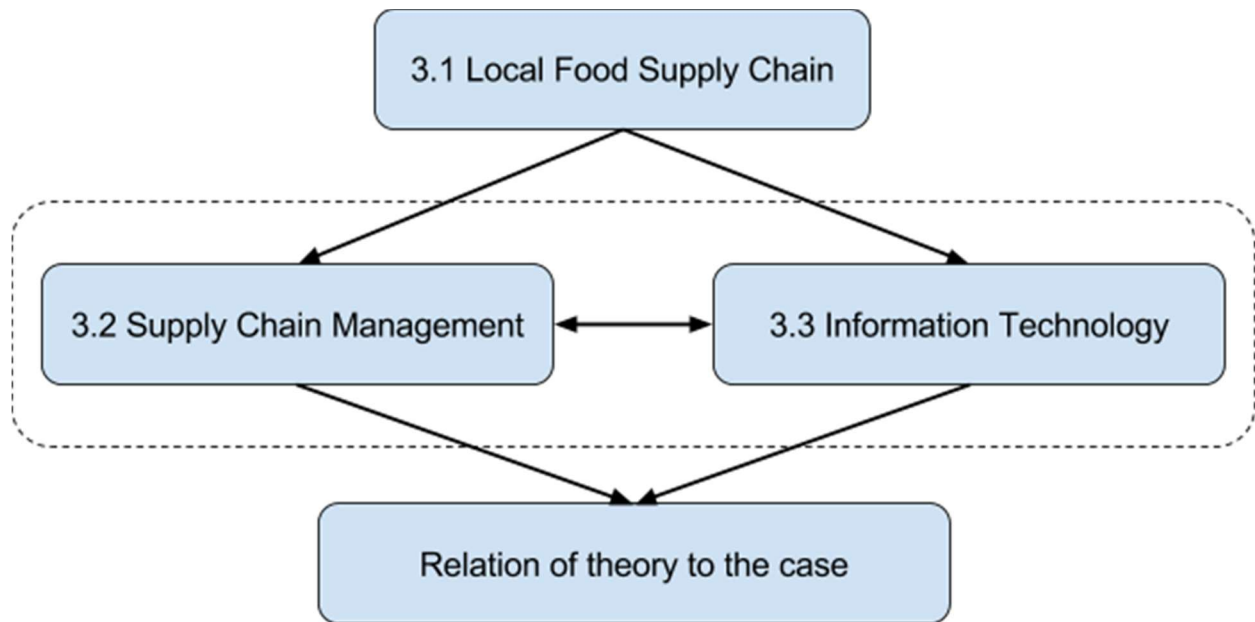 3.1 Local Food Supply Chain
3.2 Supply Chain Management
3.3 Information Technology
Relation of theory to the case